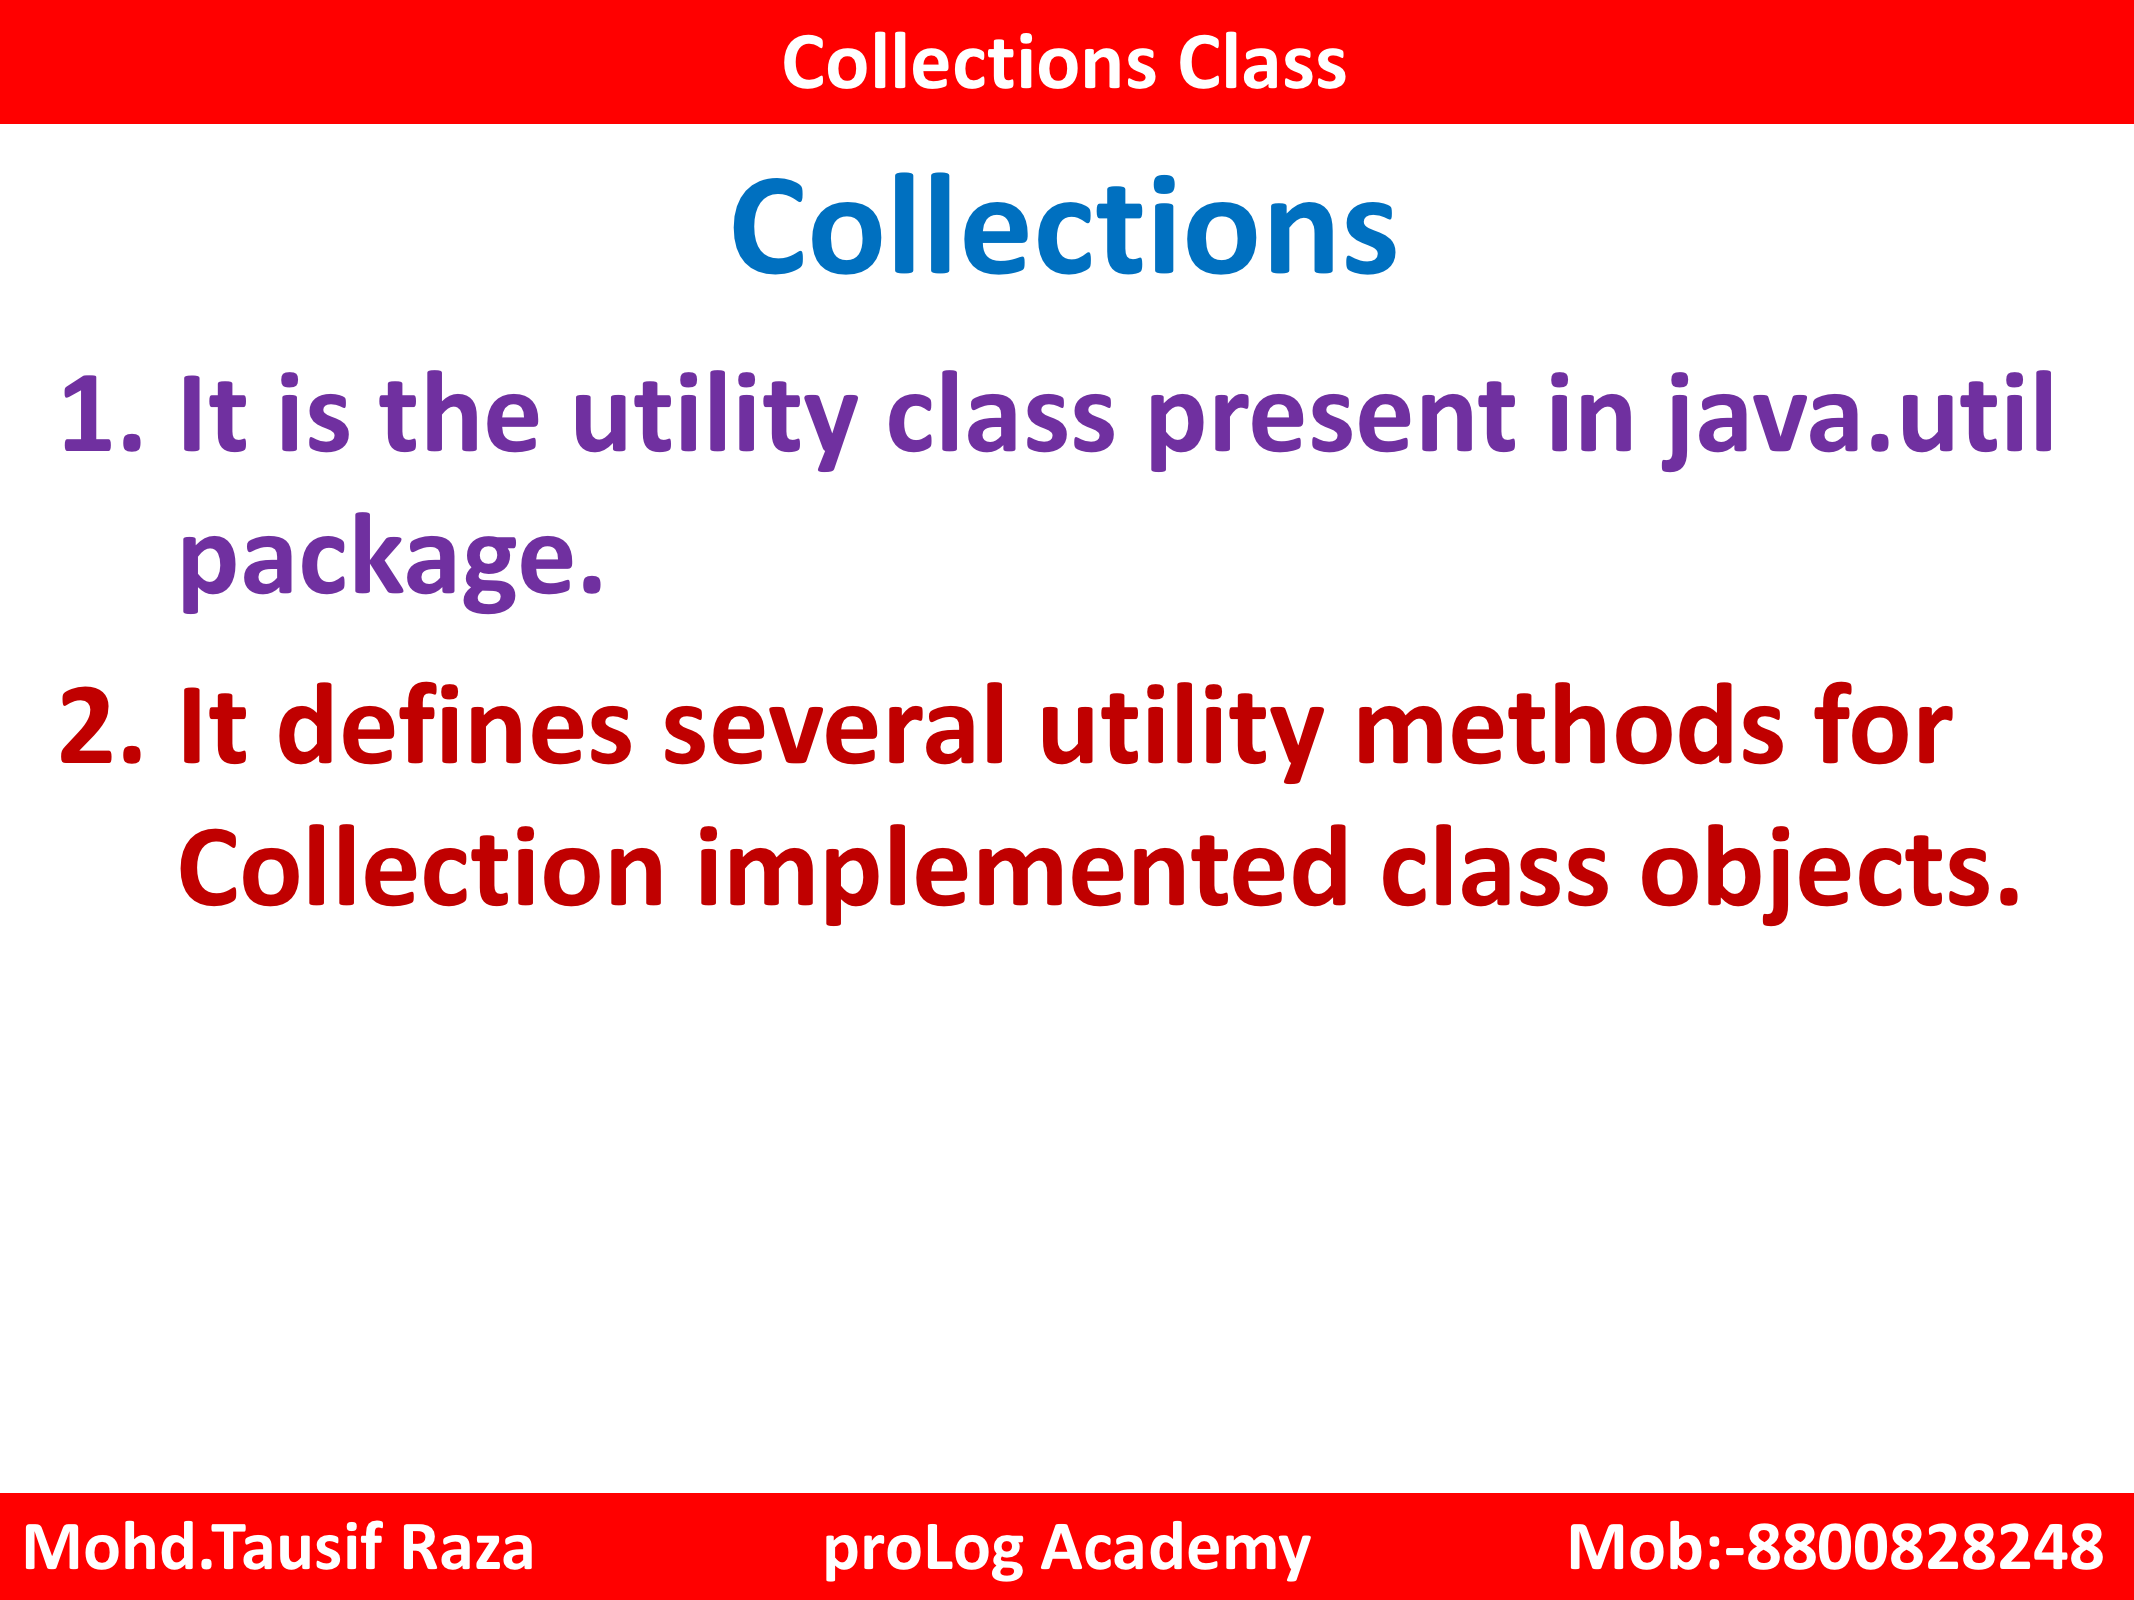 Collections Class
Collections
1. It is the utility class present in java.util
package.
2. It defines several utility methods for
Collection implemented class objects.
Mohd.Tausif Raza proLog Academy Mob:-8800828248